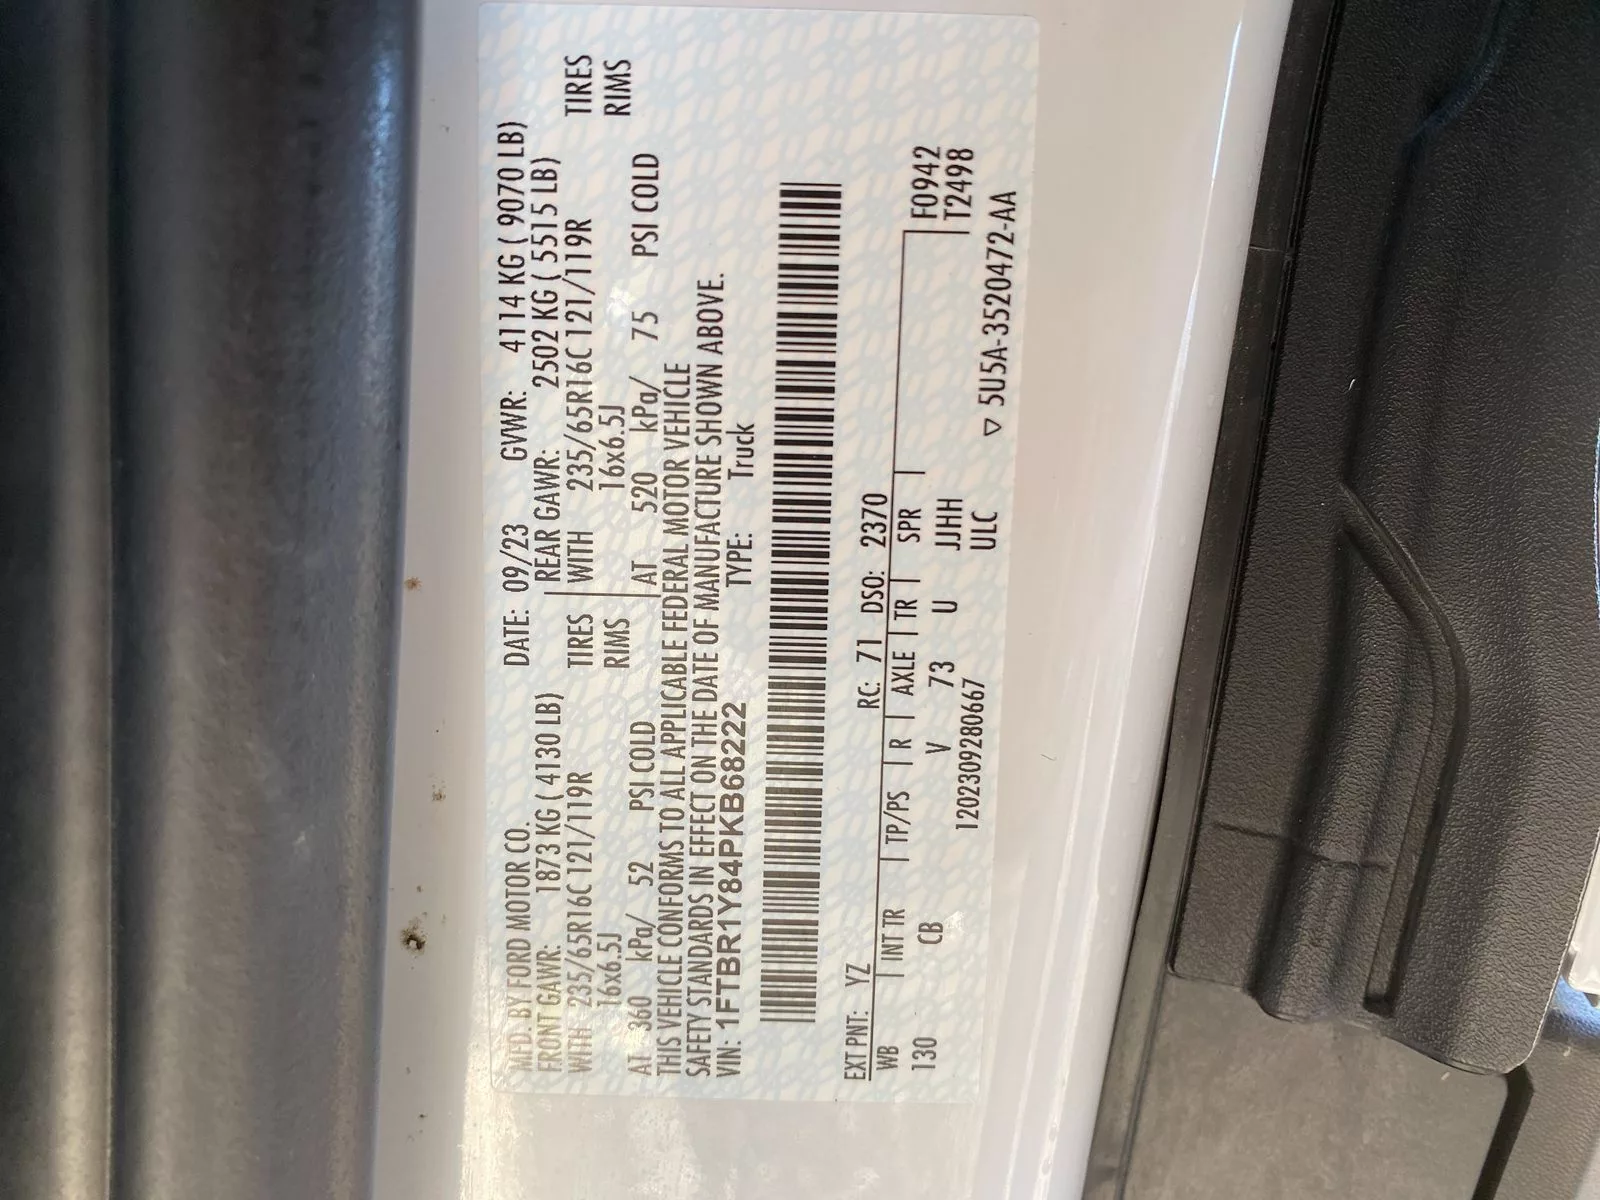 MFD. BY FORD MOTOR CO. DATE: 09/23 GVWR: 4114 KG ( 9070 LB)
FRONT GAWR: 1873 KG ( 4130 LB) REAR GAWR: 2502 KG ( 5515 LB)
WITH 235/65R16C 121/119R TIRES WITH 235/65R16C 121/119R TIRES
16x6.5J RIMS 16x6.5J RIMS
AT 360 kPa/ 52 PSI COLD AT 520 kPa/ 75 PSI COLD
THIS VEHICLE CONFORMS TO ALL APPLICABLE FEDERAL MOTOR VEHICLE
SAFETY STANDARDS IN EFFECT ON THE DATE OF MANUFACTURE SHOWN ABOVE.
VIN: 1FTBR1Y84PKB68222 TYPE: Truck
EXT PNT: YZ RC: 71 DSO: 2370
WB | INT TR | TP/PS | R | AXLE | TR | SPR | F0942
130 CB V 73 U JJHH T2498
1202309280667 ULC ▽ 5U5A-3520472-AA